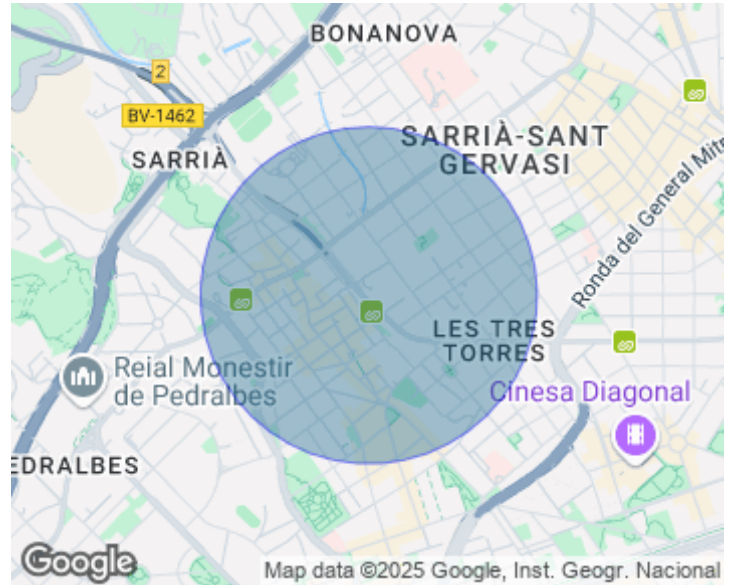 BONANOVA
2
BV-1462
SARRIÀ-SANT
GERVASI
SARRIÀ
Ronda del General Mitre
LES TRES
TORRES
Reial Monestir
de Pedralbes
Cinesa Diagonal
EDRALBES
Google
Map data ©2025 Google, Inst. Geogr. Nacional